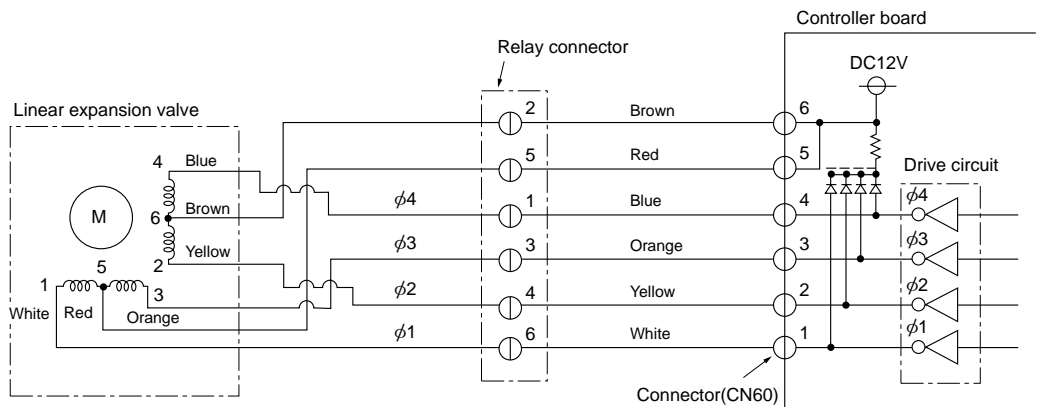 Controller board
Relay connector
DC12V
Linear expansion valve
2 Brown 6
4 Blue
5 Red 5
Drive circuit
M
6 Brown
ϕ4 1 Blue 4 ϕ4
2 Yellow
ϕ3 3 Orange 3 ϕ3
1 5 3
ϕ2 4 Yellow 2 ϕ2
White Red Orange
ϕ1 6 White 1 ϕ1
Connector(CN60)